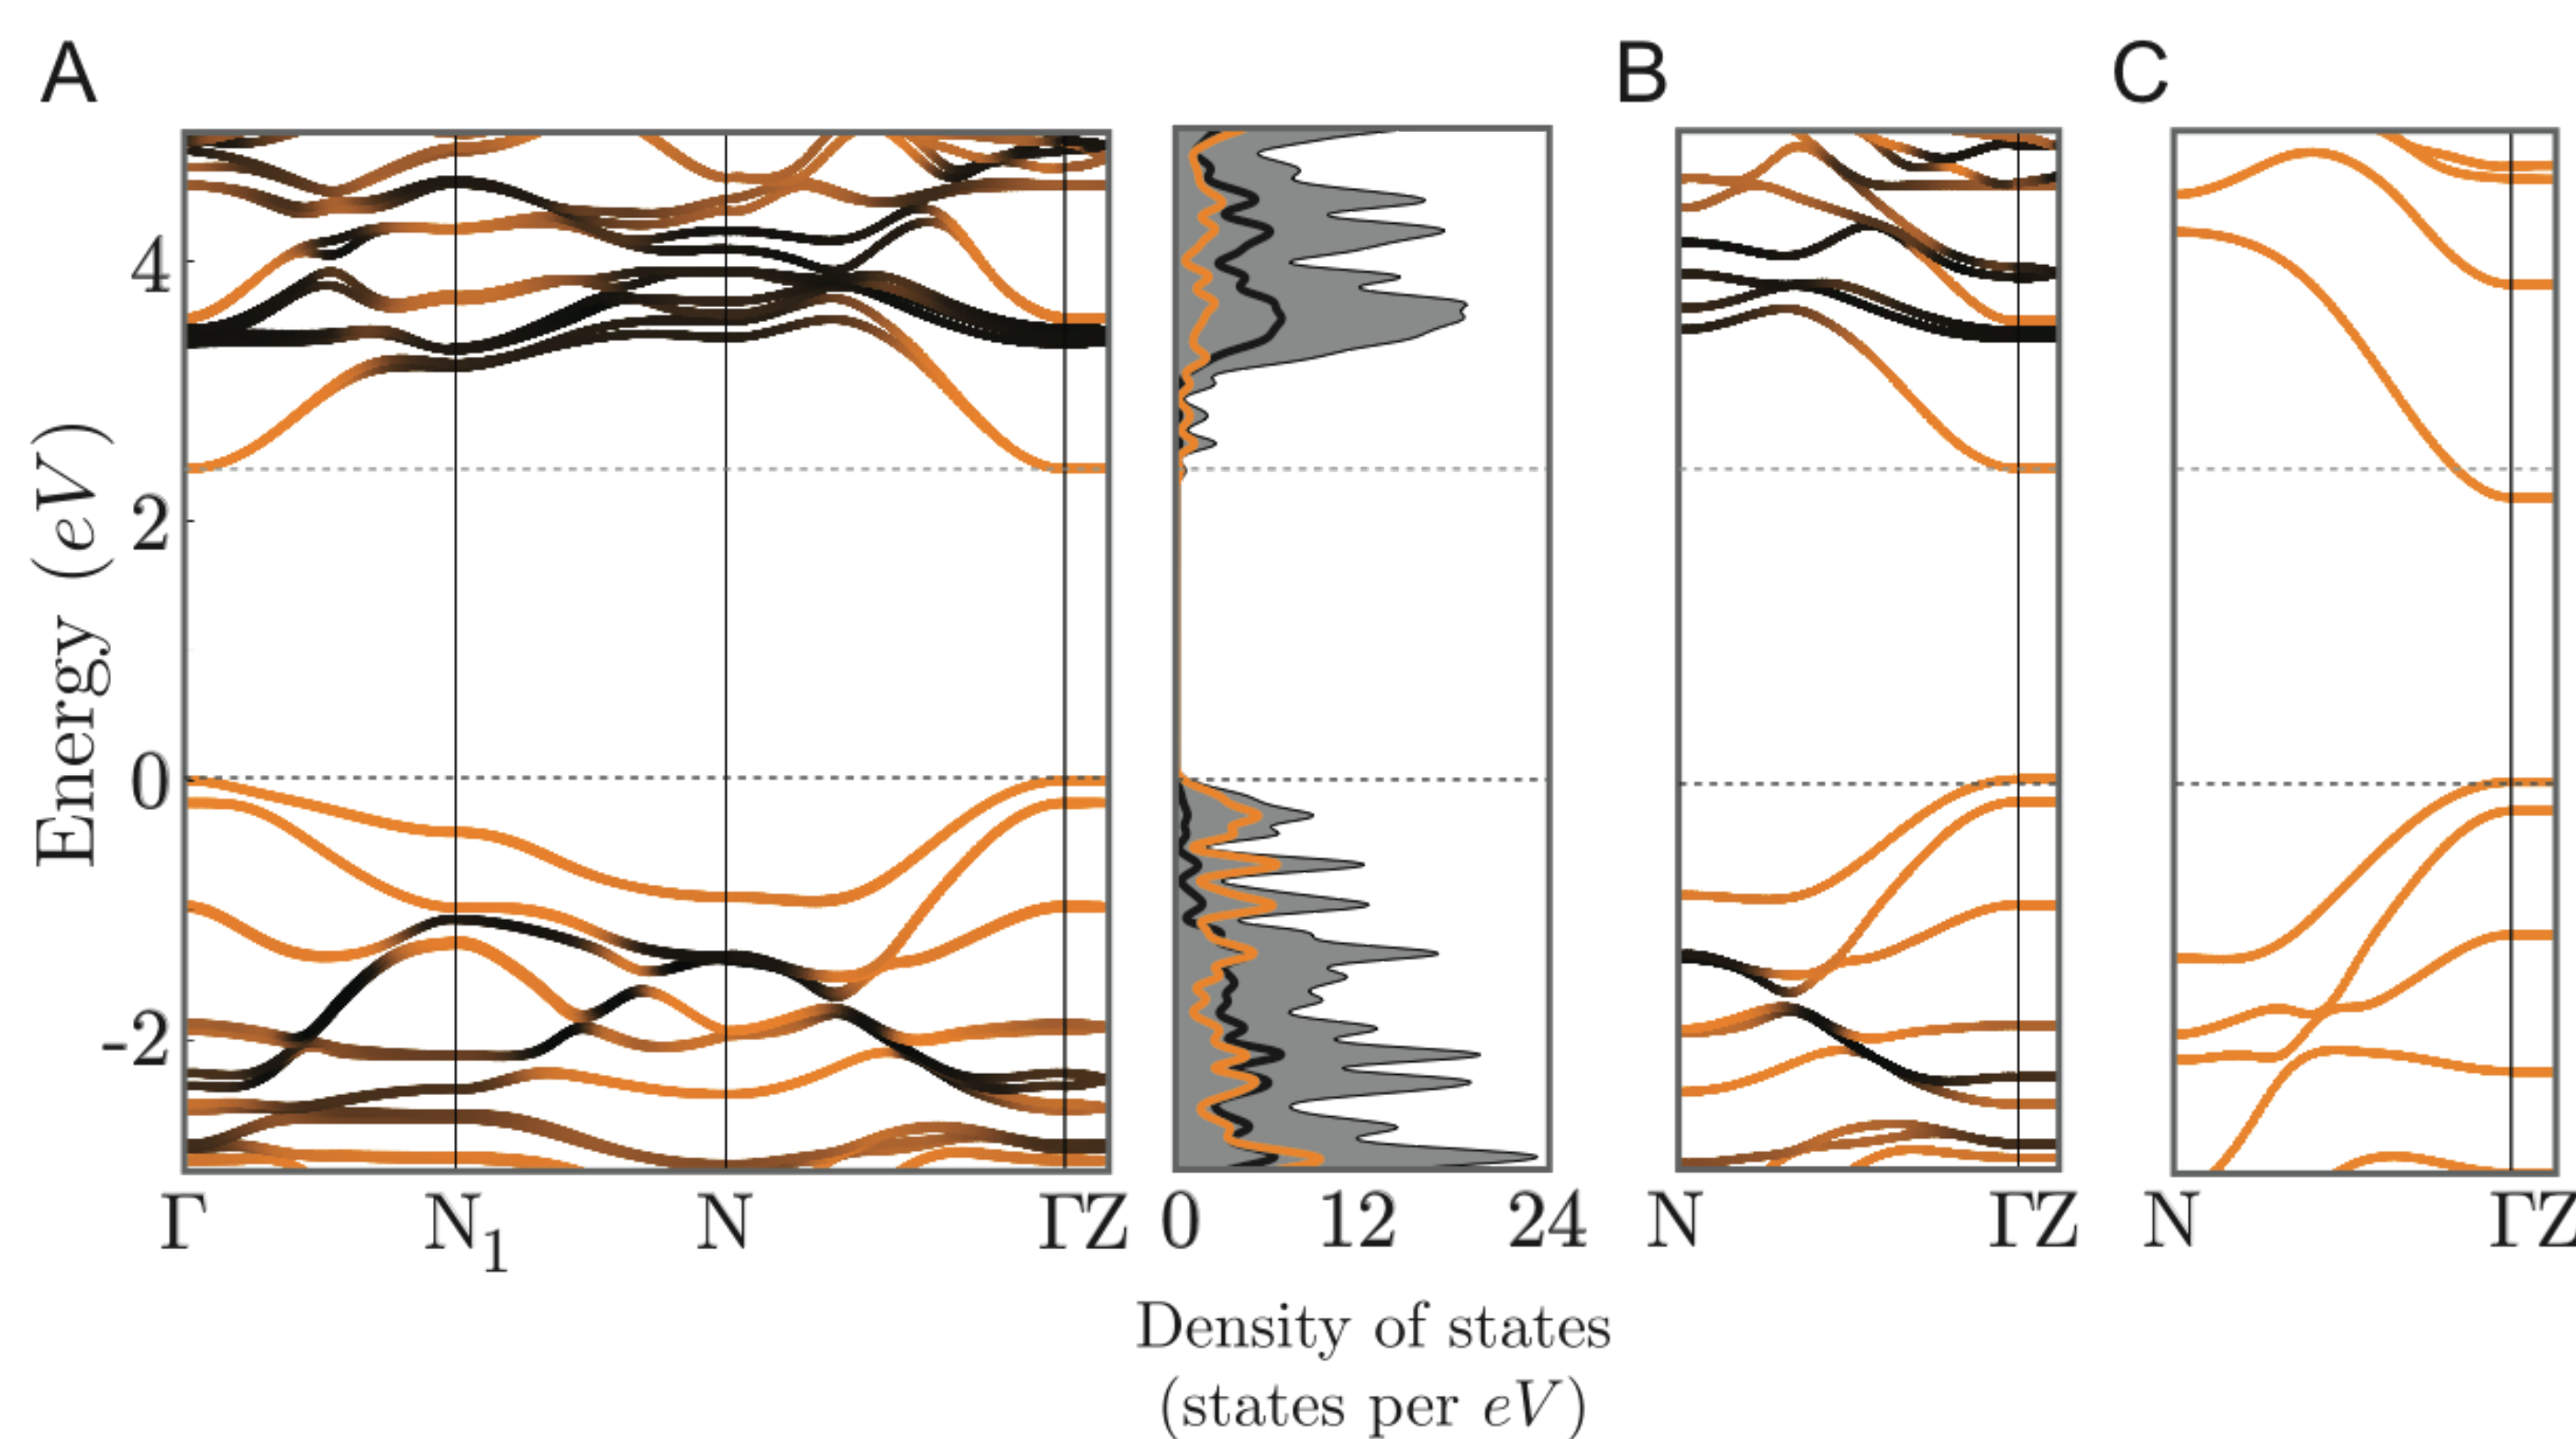 A
B
C
Energy (eV)
4
2
0
-2
Γ
N₁
N
ΓZ
0
12
24
Density of states
(states per eV)
N
ΓZ
N
ΓZ